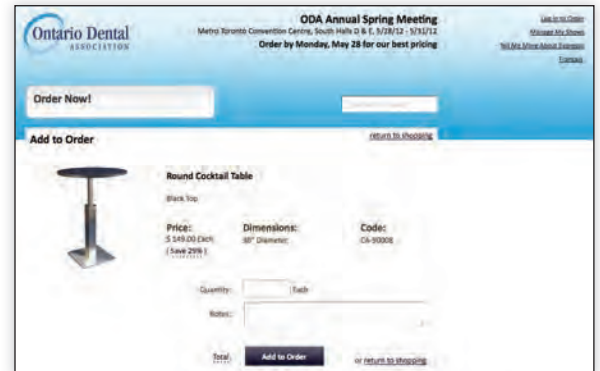 Ontario Dental
ASSOCIATION
ODA Annual Spring Meeting
Metro Toronto Convention Centre, South Halls D & E, 5/28/12 - 5/31/12
Order by Monday, May 28 for our best pricing
Log in to Order
Manage My Shows
Tell Me More About Expresso
Français
Order Now!
Add to Order
return to shopping
Round Cocktail Table
Black Top
Price:
Dimensions:
Code:
$ 149.00 Each
30" Diameter
( Save 29% )
Quantity:
Each
Notes:
Total:
Add to Order
or return to shopping